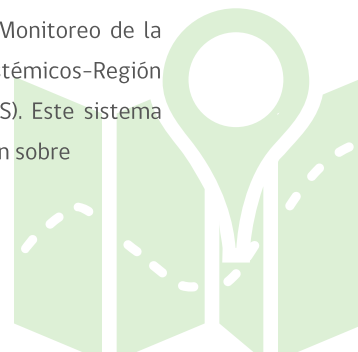 Monitoreo de la
témicos-Región
S). Este sistema
n sobre